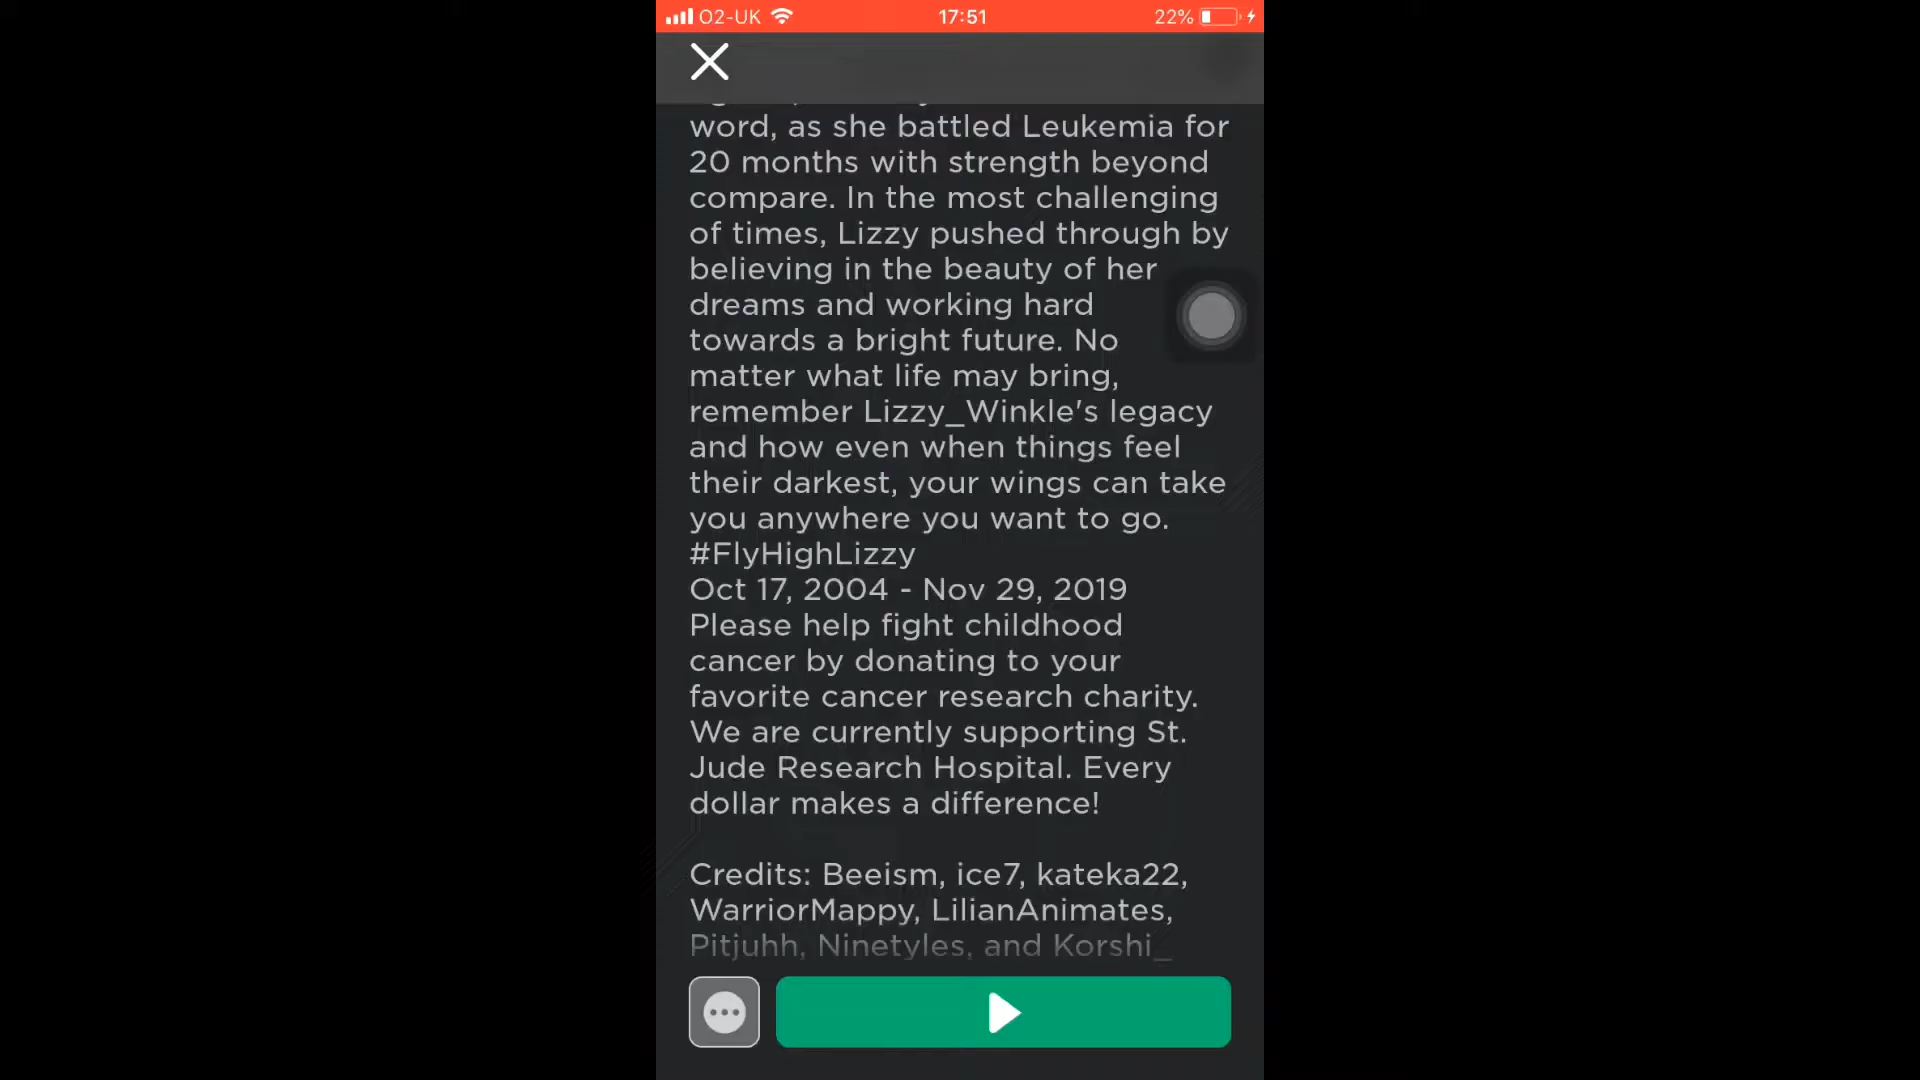 O2-UK 17:51 22%
word, as she battled Leukemia for
20 months with strength beyond
compare. In the most challenging
of times, Lizzy pushed through by
believing in the beauty of her
dreams and working hard
towards a bright future. No
matter what life may bring,
remember Lizzy_Winkle's legacy
and how even when things feel
their darkest, your wings can take
you anywhere you want to go.
#FlyHighLizzy
Oct 17, 2004 - Nov 29, 2019
Please help fight childhood
cancer by donating to your
favorite cancer research charity.
We are currently supporting St.
Jude Research Hospital. Every
dollar makes a difference!
Credits: Beeism, ice7, kateka22,
WarriorMappy, LilianAnimates,
Pitjuhh, Ninetyles, and Korshi_